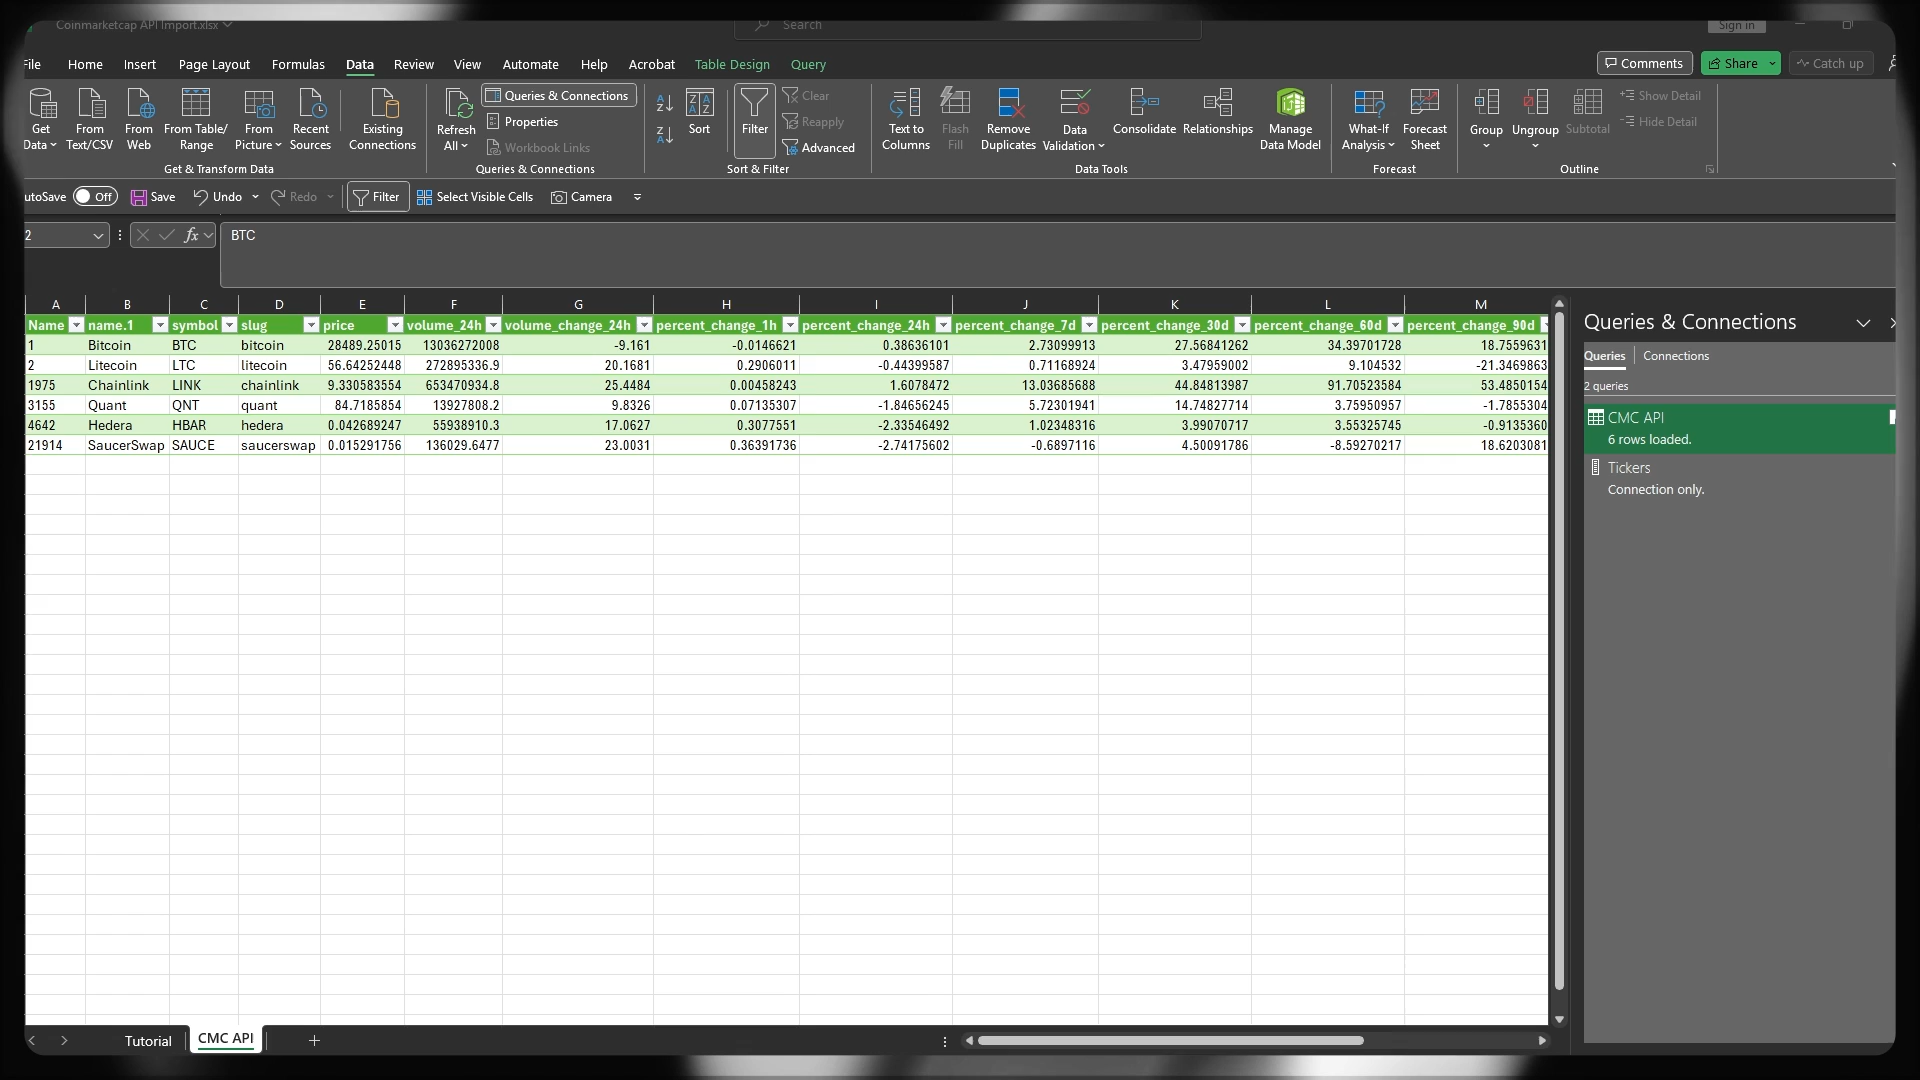 Coinmarketcap API Import.xlsx
Search
Sign in
File Home Insert Page Layout Formulas Data Review View Automate Help Acrobat Table Design Query Comments Share Catch up
Get Data
From Text/CSV
From Web
From Table/ Range
From Picture
Recent Sources
Existing Connections
Get & Transform Data
Refresh All
Queries & Connections
Properties
Workbook Links
Queries & Connections
Sort
Filter
Clear
Reapply
Advanced
Sort & Filter
Text to Columns
Flash Fill
Remove Duplicates
Data Validation
Consolidate
Relationships
Manage Data Model
Data Tools
What-If Analysis
Forecast Sheet
Forecast
Group
Ungroup
Subtotal
Show Detail
Hide Detail
Outline
utoSave Off Save Undo Redo Filter Select Visible Cells Camera
2 fx BTC
A B C D E F G H I J K L M
Name name.1 symbol slug price volume_24h volume_change_24h percent_change_1h percent_change_24h percent_change_7d percent_change_30d percent_change_60d percent_change_90d
1 Bitcoin BTC bitcoin 28489.25015 13036272008 -9.161 -0.0146621 0.38636101 2.73099913 27.56841262 34.39701728 18.7559631
2 Litecoin LTC litecoin 56.64252448 272895336.9 20.1681 0.2906011 -0.44399587 0.71168924 3.47959002 9.104532 -21.3469863
1975 Chainlink LINK chainlink 9.330583554 653470934.8 25.4484 0.00458243 1.6078472 13.03685688 44.84813987 91.70523584 53.4850154
3155 Quant QNT quant 84.7185854 13927808.2 9.8326 0.07135307 -1.84656245 5.72301941 14.74827714 3.75950957 -1.7855304
4642 Hedera HBAR hedera 0.042689247 55938910.3 17.0627 0.3077551 -2.33546492 1.02348316 3.99070717 3.55325745 -0.9135360
21914 SaucerSwap SAUCE saucerswap 0.015291756 136029.6477 23.0031 0.36391736 -2.74175602 -0.6897116 4.50091786 -8.59270217 18.6203081
Queries & Connections
Queries Connections
2 queries
CMC API
6 rows loaded.
Tickers
Connection only.
Tutorial CMC API